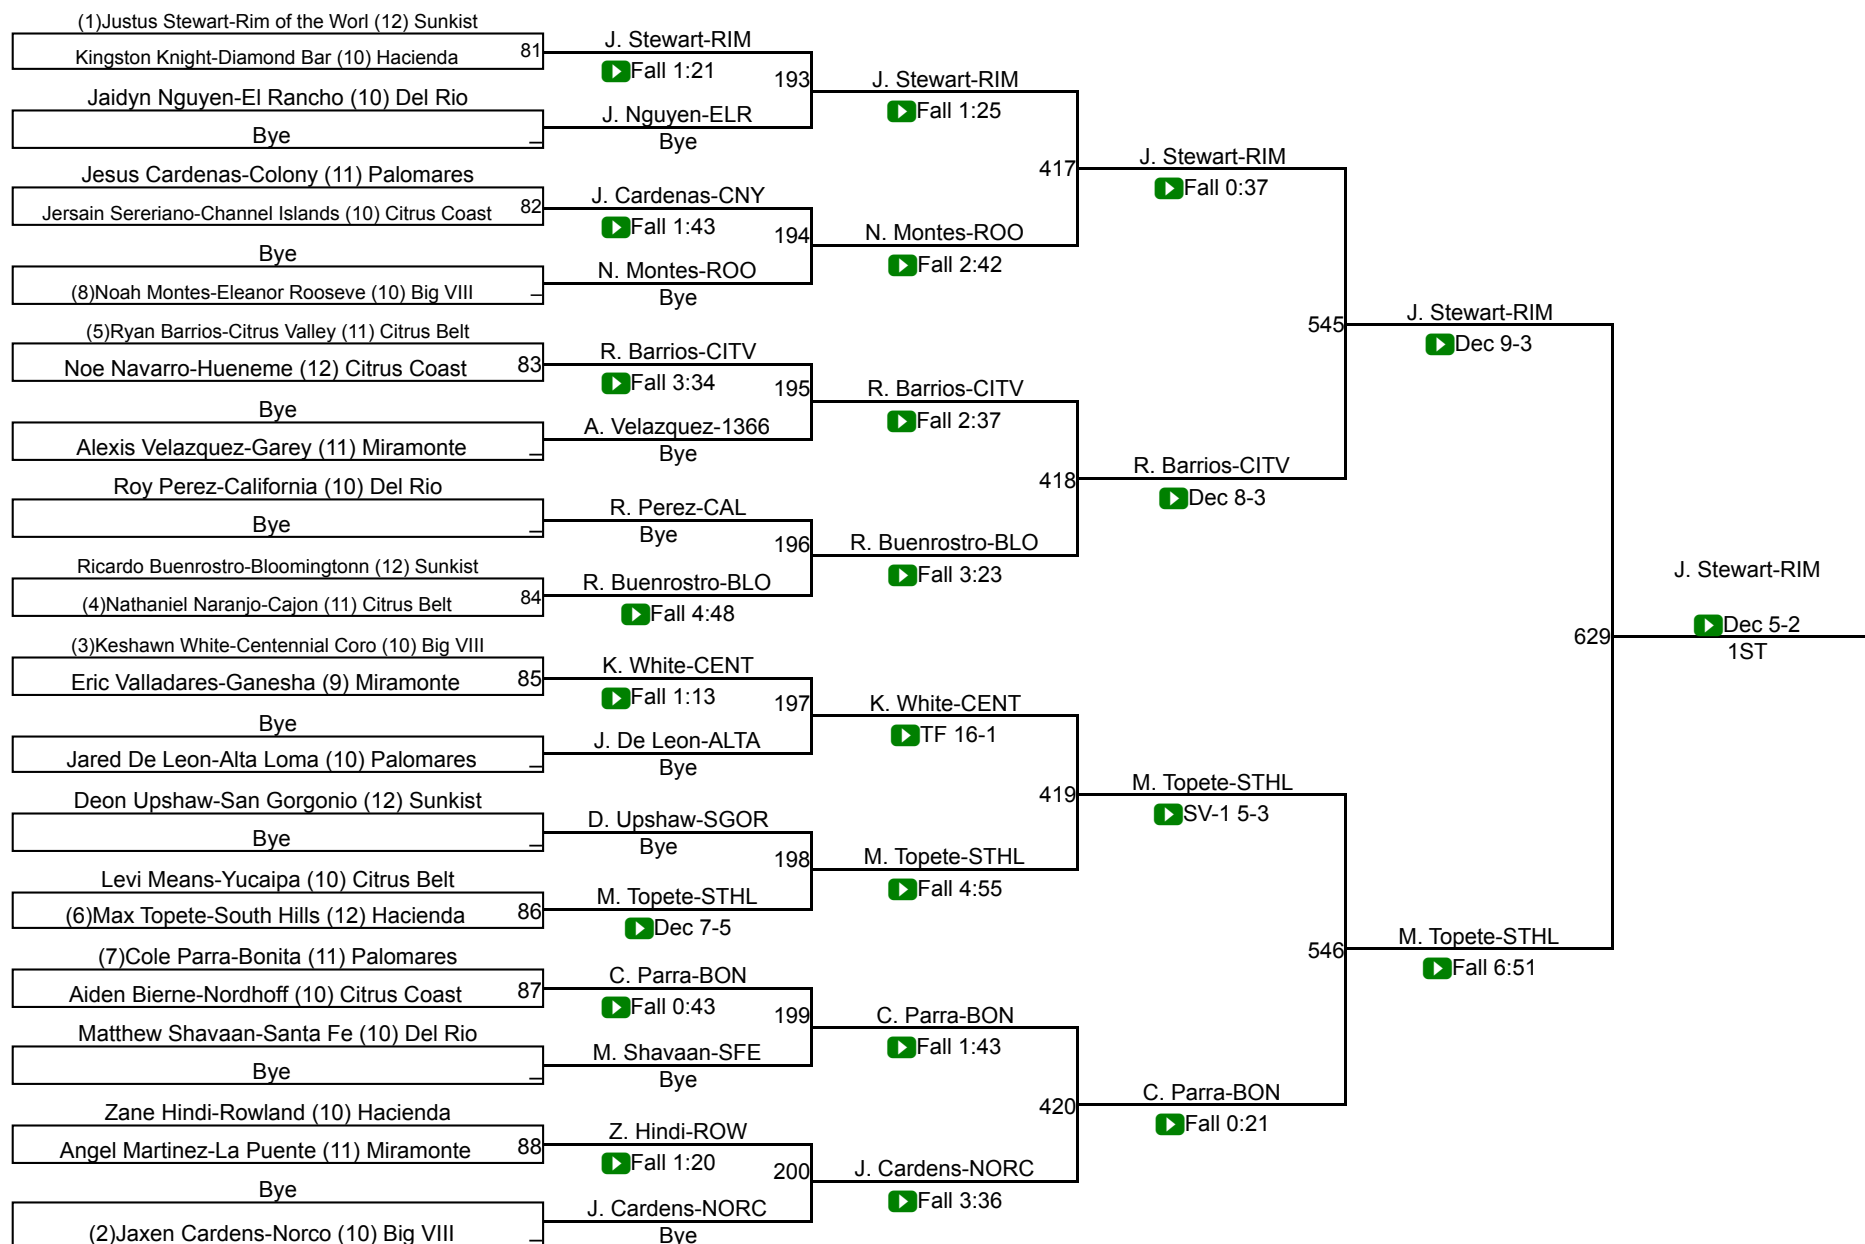 (1)Justus Stewart-Rim of the Worl (12) Sunkist
Kingston Knight-Diamond Bar (10) Hacienda
81
Jaidyn Nguyen-El Rancho (10) Del Rio
Bye
_
Jesus Cardenas-Colony (11) Palomares
Jersain Sereriano-Channel Islands (10) Citrus Coast
82
Bye
(8)Noah Montes-Eleanor Rooseve (10) Big VIII
_
(5)Ryan Barrios-Citrus Valley (11) Citrus Belt
Noe Navarro-Hueneme (12) Citrus Coast
83
Bye
Alexis Velazquez-Garey (11) Miramonte
_
Roy Perez-California (10) Del Rio
Bye
_
Ricardo Buenrostro-Bloomingtonn (12) Sunkist
(4)Nathaniel Naranjo-Cajon (11) Citrus Belt
84
(3)Keshawn White-Centennial Coro (10) Big VIII
Eric Valladares-Ganesha (9) Miramonte
85
Bye
Jared De Leon-Alta Loma (10) Palomares
_
Deon Upshaw-San Gorgonio (12) Sunkist
Bye
_
Levi Means-Yucaipa (10) Citrus Belt
(6)Max Topete-South Hills (12) Hacienda
86
(7)Cole Parra-Bonita (11) Palomares
Aiden Bierne-Nordhoff (10) Citrus Coast
87
Matthew Shavaan-Santa Fe (10) Del Rio
Bye
_
Zane Hindi-Rowland (10) Hacienda
Angel Martinez-La Puente (11) Miramonte
88
Bye
(2)Jaxen Cardens-Norco (10) Big VIII
_
J. Stewart-RIM
Fall 1:21
193
J. Nguyen-ELR
Bye
J. Cardenas-CNY
Fall 1:43
194
N. Montes-ROO
Bye
R. Barrios-CITV
Fall 3:34
195
A. Velazquez-1366
Bye
R. Perez-CAL
Bye
196
R. Buenrostro-BLO
Fall 4:48
K. White-CENT
Fall 1:13
197
J. De Leon-ALTA
Bye
D. Upshaw-SGOR
Bye
198
M. Topete-STHL
Dec 7-5
C. Parra-BON
Fall 0:43
199
M. Shavaan-SFE
Bye
Z. Hindi-ROW
Fall 1:20
200
J. Cardens-NORC
Bye
J. Stewart-RIM
Fall 1:25
417
N. Montes-ROO
Fall 2:42
R. Barrios-CITV
Fall 2:37
418
R. Buenrostro-BLO
Fall 3:23
K. White-CENT
TF 16-1
419
M. Topete-STHL
Fall 4:55
C. Parra-BON
Fall 1:43
420
J. Cardens-NORC
Fall 3:36
J. Stewart-RIM
Fall 0:37
545
R. Barrios-CITV
Dec 8-3
M. Topete-STHL
SV-1 5-3
546
C. Parra-BON
Fall 0:21
J. Stewart-RIM
Dec 9-3
629
M. Topete-STHL
Fall 6:51
J. Stewart-RIM
Dec 5-2
1ST